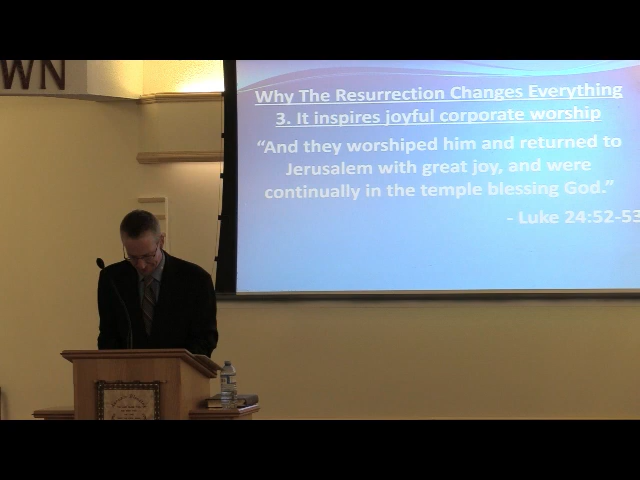 WN
Why The Resurrection Changes Everything
3. It inspires joyful corporate worship
“And they worshiped him and returned to
Jerusalem with great joy, and were
continually in the temple blessing God.”
- Luke 24:52-53